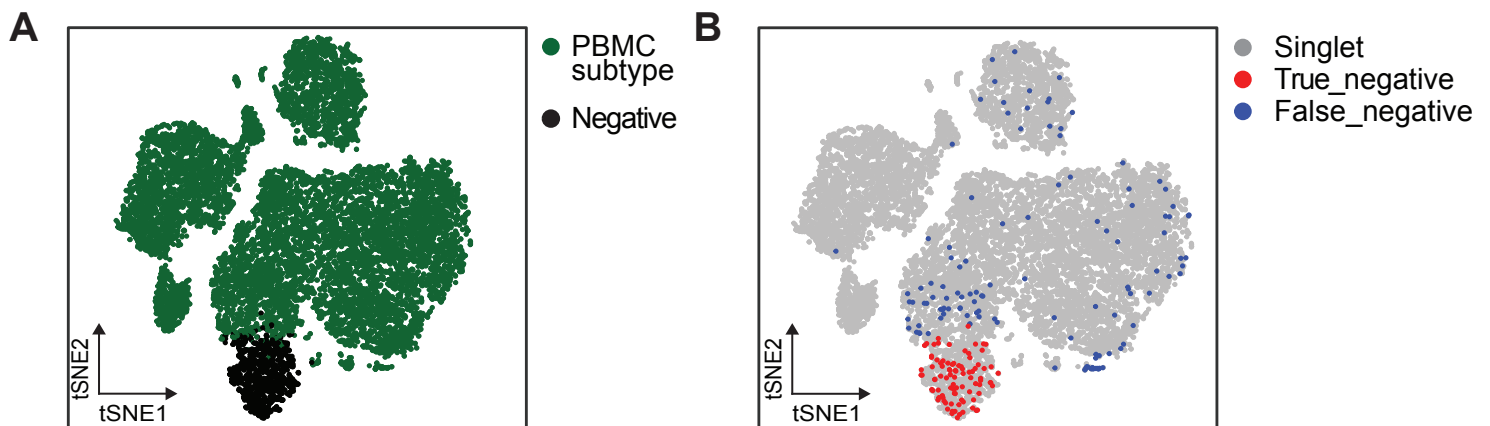 A
PBMC
subtype
Negative
tSNE2
tSNE1
B
Singlet
True_negative
False_negative
tSNE2
tSNE1